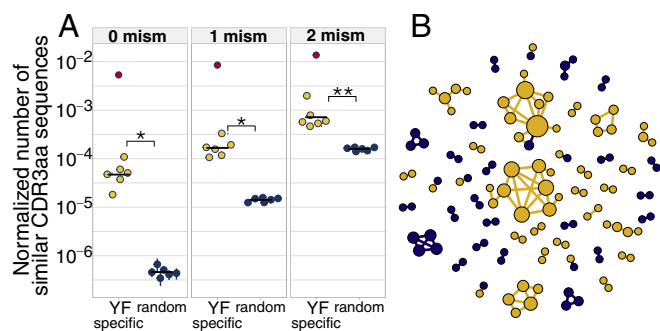 A
B
0 mism
1 mism
2 mism
Normalized number of
similar CDR3aa sequences
10−2
10−3
10−4
10−5
10−6
*
*
**
YF random
specific
YF random
specific
YF random
specific